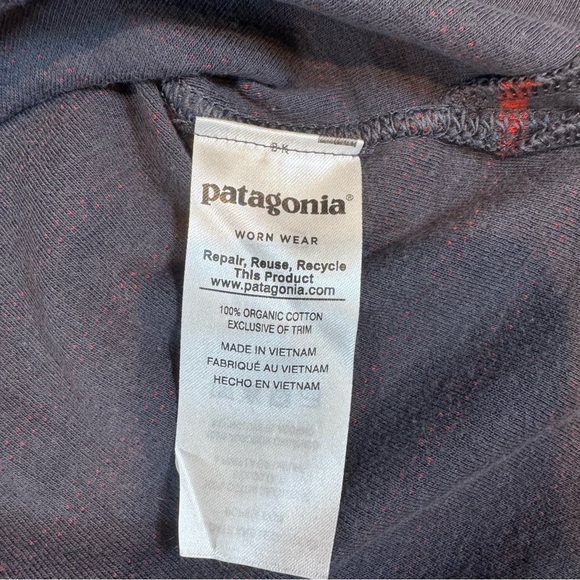 patagonia®
WORN WEAR
Repair, Reuse, Recycle
This Product
www.patagonia.com
100% ORGANIC COTTON
EXCLUSIVE OF TRIM
MADE IN VIETNAM
FABRIQUÉ AU VIETNAM
HECHO EN VIETNAM